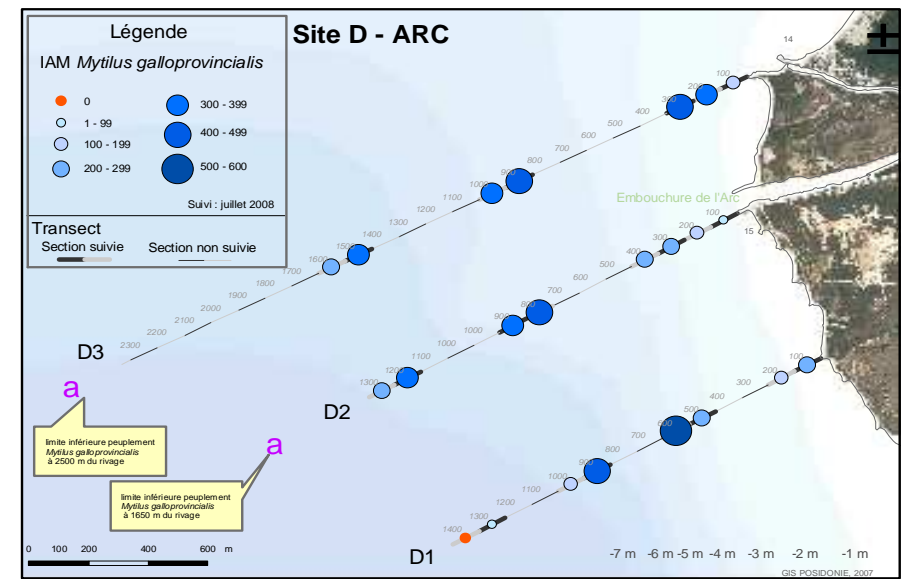 Site D - ARC
Légende
IAM Mytilus galloprovincialis
0
1 - 99
100 - 199
200 - 299
300 - 399
400 - 499
500 - 600
Suivi : juillet 2008
Transect
Section suivie
Section non suivie
14
100
200
300
400
500
600
700
800
900
1000
1100
1200
1300
1400
1500
1600
1700
1800
1900
2000
2100
2200
2300
D3
Embouchure de l'Arc
15
100
200
300
400
500
600
700
800
900
1000
1000
1100
1200
1300
D2
100
200
300
400
500
600
700
800
900
1000
1100
1200
1300
1400
D1
a
limite inférieure peuplement
Mytilus galloprovincialis
à 2500 m du rivage
a
limite inférieure peuplement
Mytilus galloprovincialis
à 1650 m du rivage
0 100 200 400 600 m
-7 m -6 m -5 m -4 m -3 m -2 m -1 m
GIS POSIDONIE, 2007